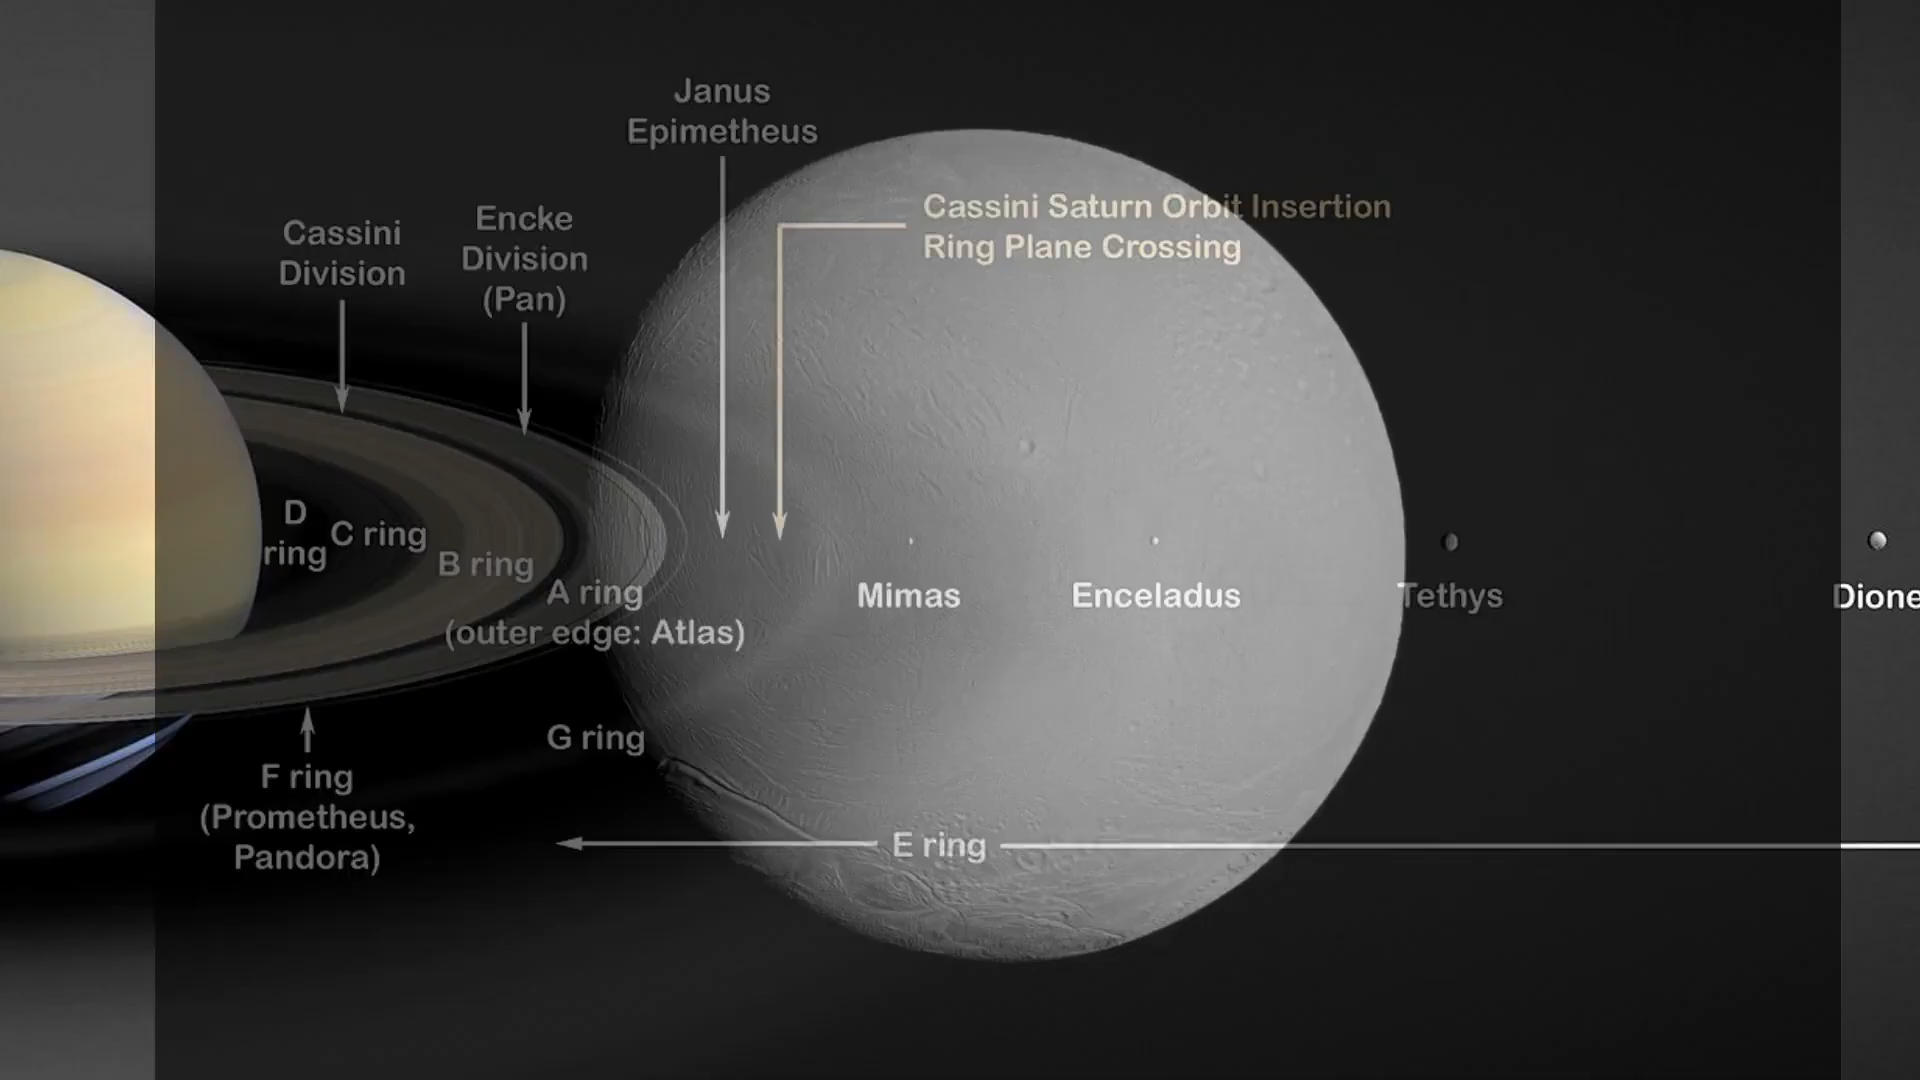 Janus
Epimetheus
Cassini Saturn Orbit Insertion
Ring Plane Crossing
Encke
Division
(Pan)
Cassini
Division
D
ring
C ring
B ring
A ring
(outer edge: Atlas)
Mimas
Enceladus
Tethys
Dione
G ring
F ring
(Prometheus,
Pandora)
E ring